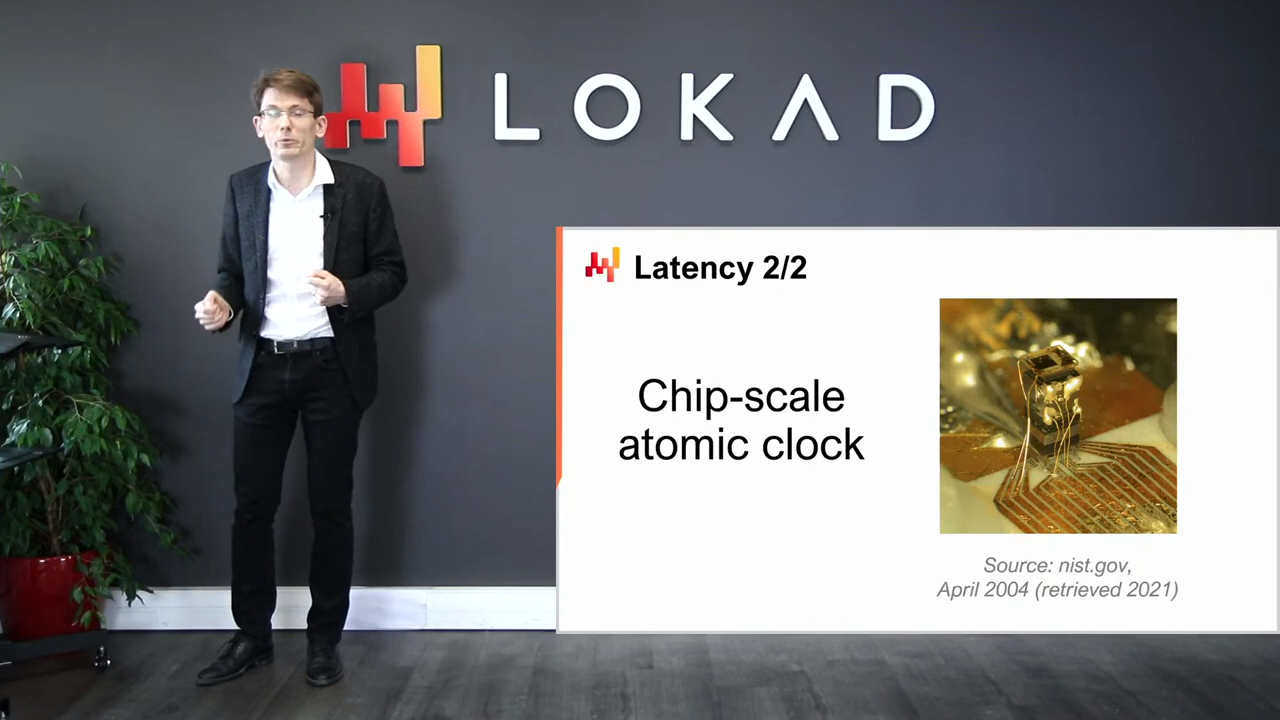 LOKAD
Latency 2/2
Chip-scale
atomic clock
Source: nist.gov,
April 2004 (retrieved 2021)